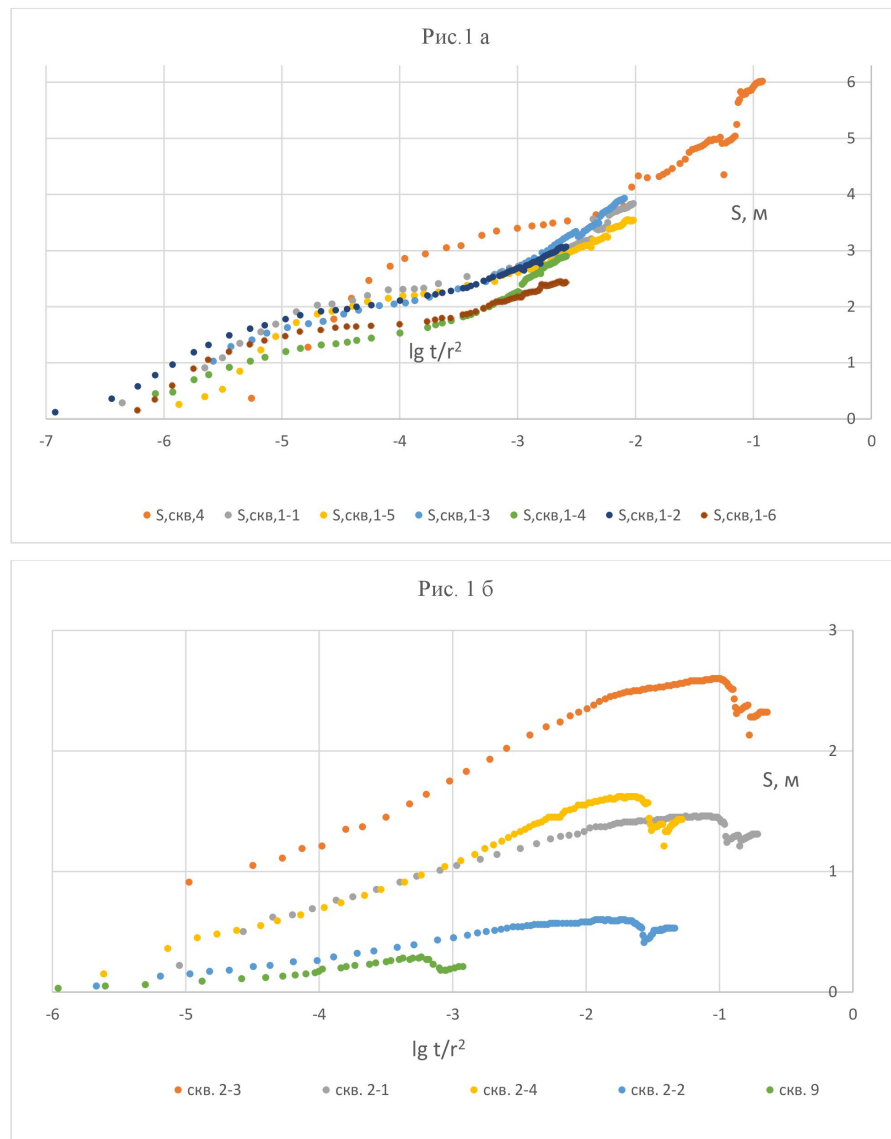 Рис.1 а
6
5
4
S, м
3
2
lg t/r²
1
0
-7 -6 -5 -4 -3 -2 -1 0
S,скв,4 S,скв,1-1 S,скв,1-5 S,скв,1-3 S,скв,1-4 S,скв,1-2 S,скв,1-6
Рис. 1 б
3
2
S, м
1
0
-6 -5 -4 -3 -2 -1 0
lg t/r²
скв. 2-3 скв. 2-1 скв. 2-4 скв. 2-2 скв. 9